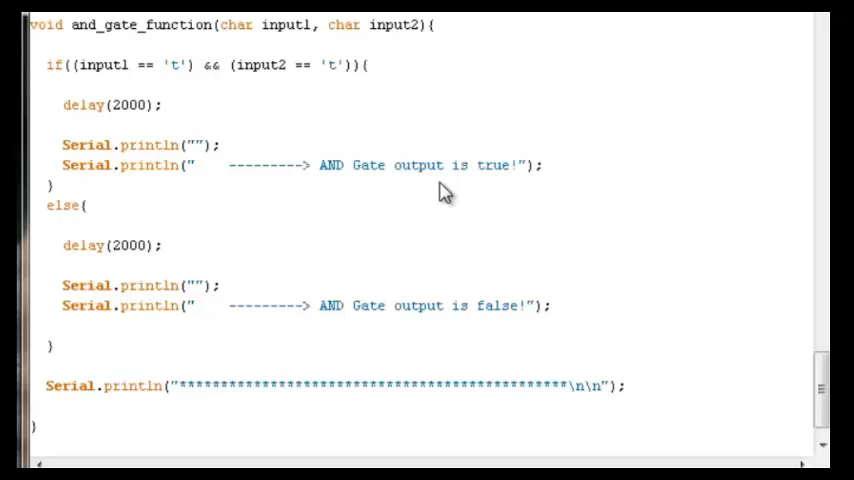 void and_gate_function(char input1, char input2){
if((input1 == 't') && (input2 == 't')){
delay(2000);
Serial.println("");
Serial.println("    ---------> AND Gate output is true!");
}
else{
delay(2000);
Serial.println("");
Serial.println("    ---------> AND Gate output is false!");
}
Serial.println("***********************************************\n\n");
}